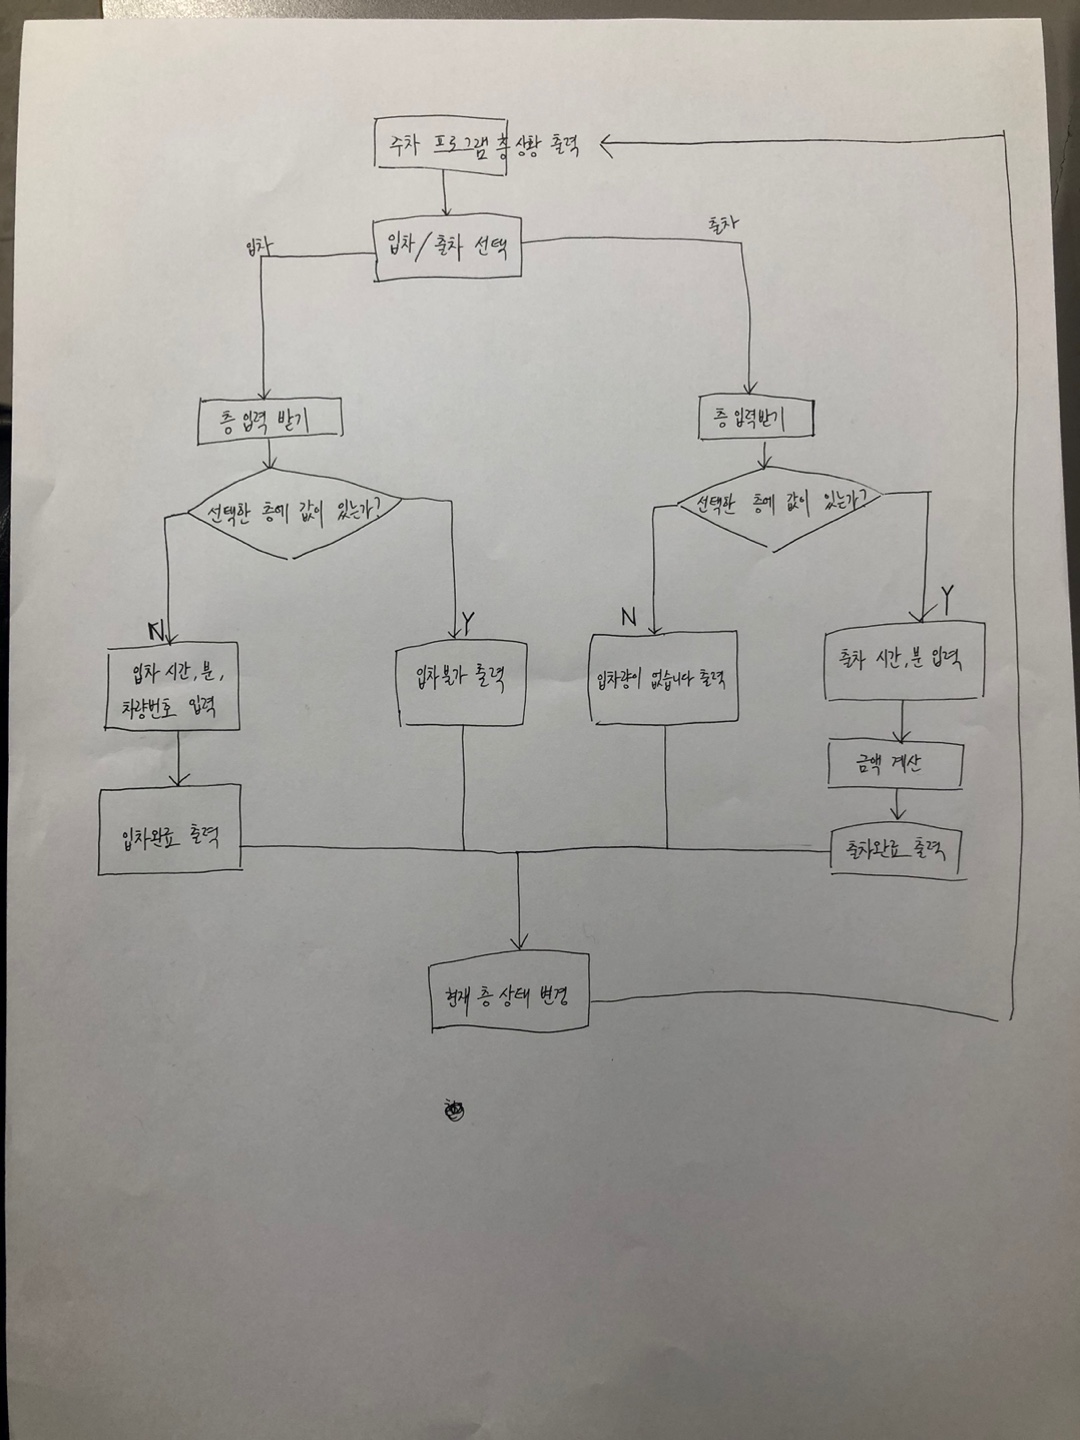 주차 프로그램 층 상황 출력
입차/출차 선택
입차
출차
층 입력 받기
층 입력받기
선택한 층에 값이 있는가?
선택한 층에 값이 있는가?
N
Y
N
Y
입차 시간, 분,
차량번호 입력
입차불가 출력
입차량이 없습니다 출력
출차 시간, 분 입력
금액 계산
입차완료 출력
출차완료 출력
현재 층 상태 변경